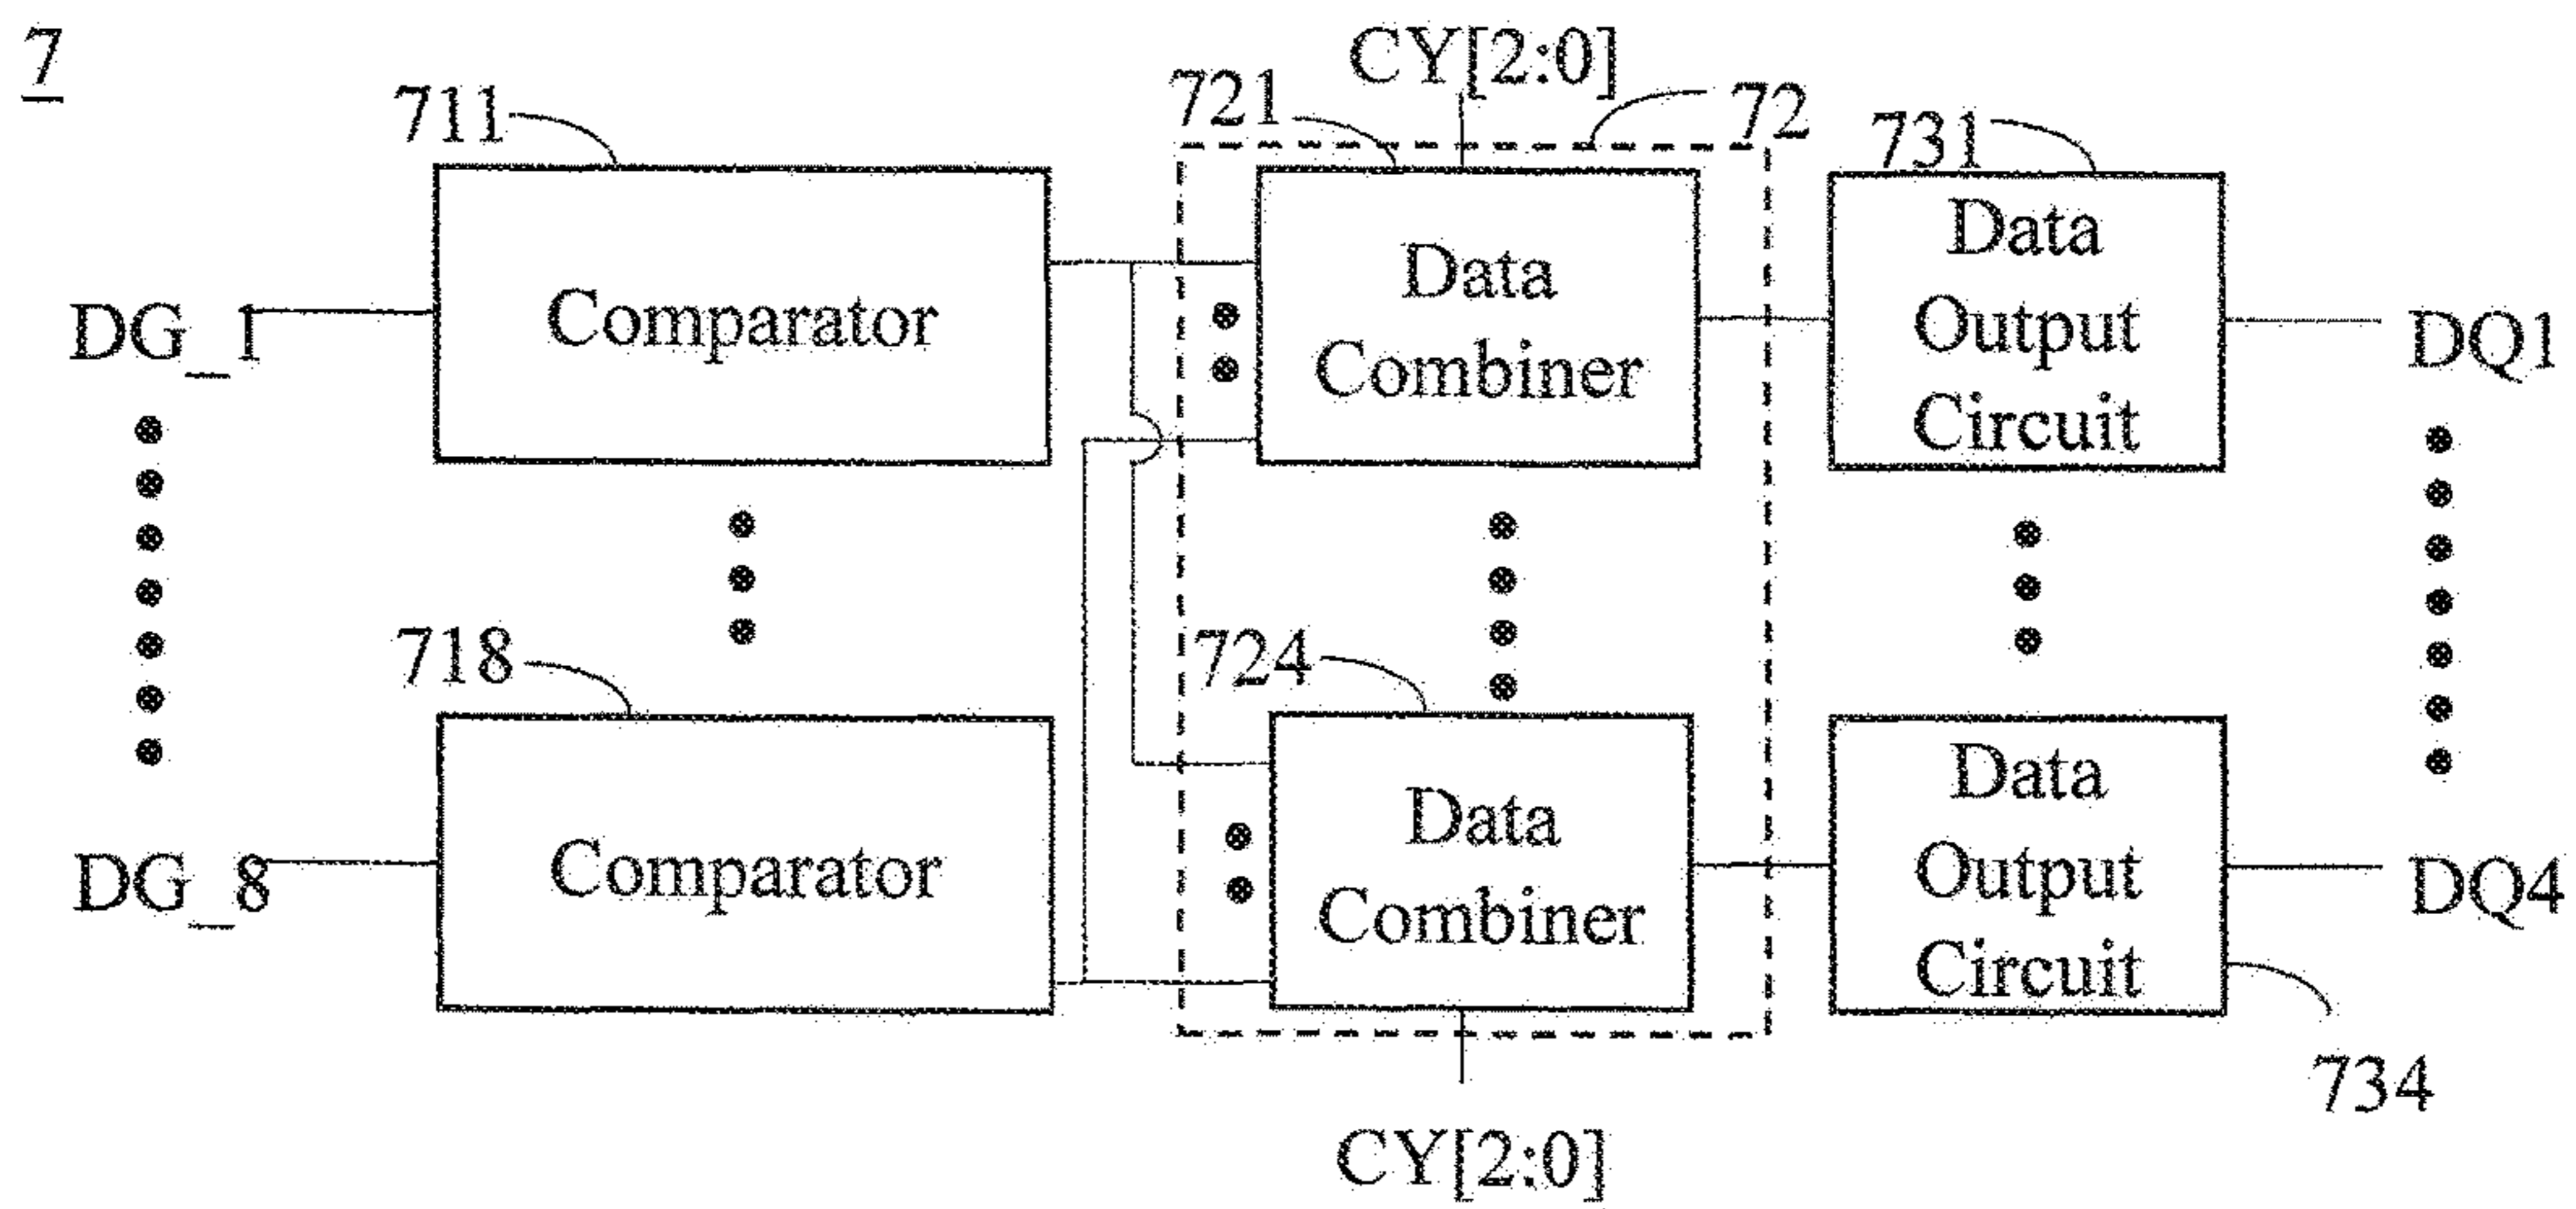 7
CY[2:0]
711
721
72
731
Comparator
Data
Combiner
Data
Output
Circuit
DG_1
DQ1
718
724
Comparator
Data
Combiner
Data
Output
Circuit
DG_8
DQ4
734
CY[2:0]